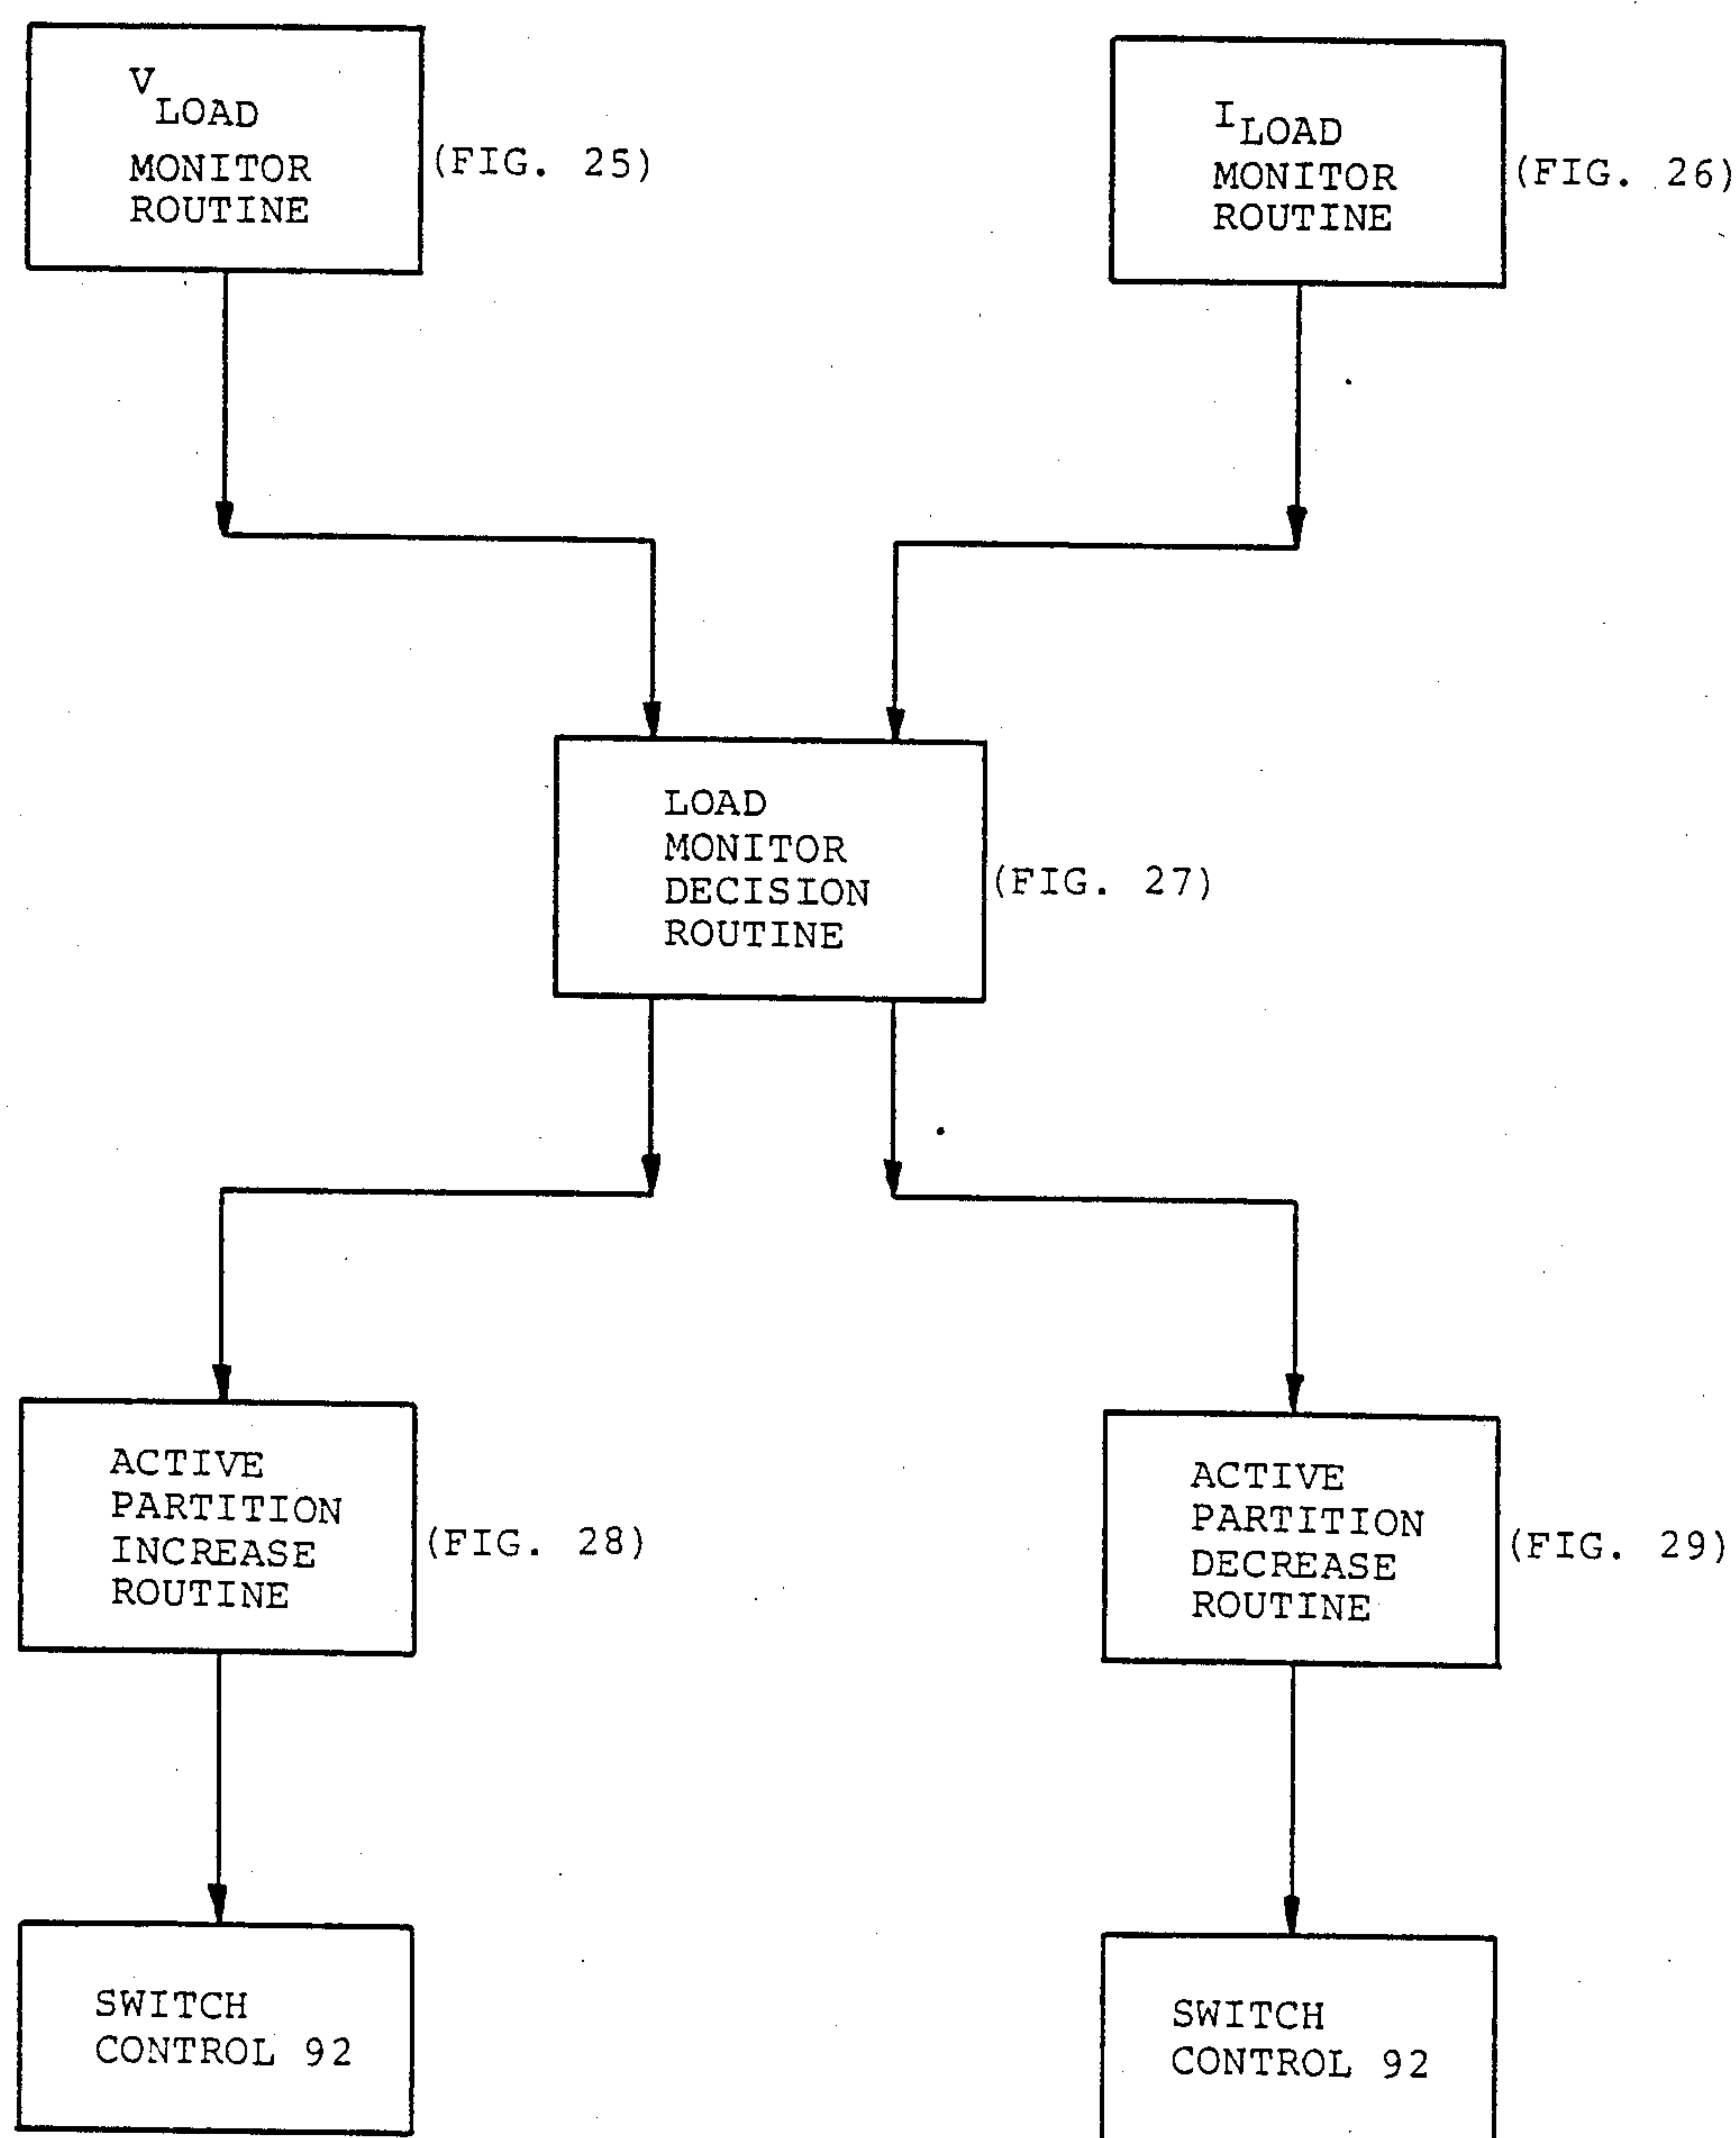 V
LOAD
MONITOR
ROUTINE
(FIG. 25)
I LOAD
MONITOR
ROUTINE
(FIG. 26)
LOAD
MONITOR
DECISION
ROUTINE
(FIG. 27)
ACTIVE
PARTITION
INCREASE
ROUTINE
(FIG. 28)
ACTIVE
PARTITION
DECREASE
ROUTINE
(FIG. 29)
SWITCH
CONTROL 92
SWITCH
CONTROL 92